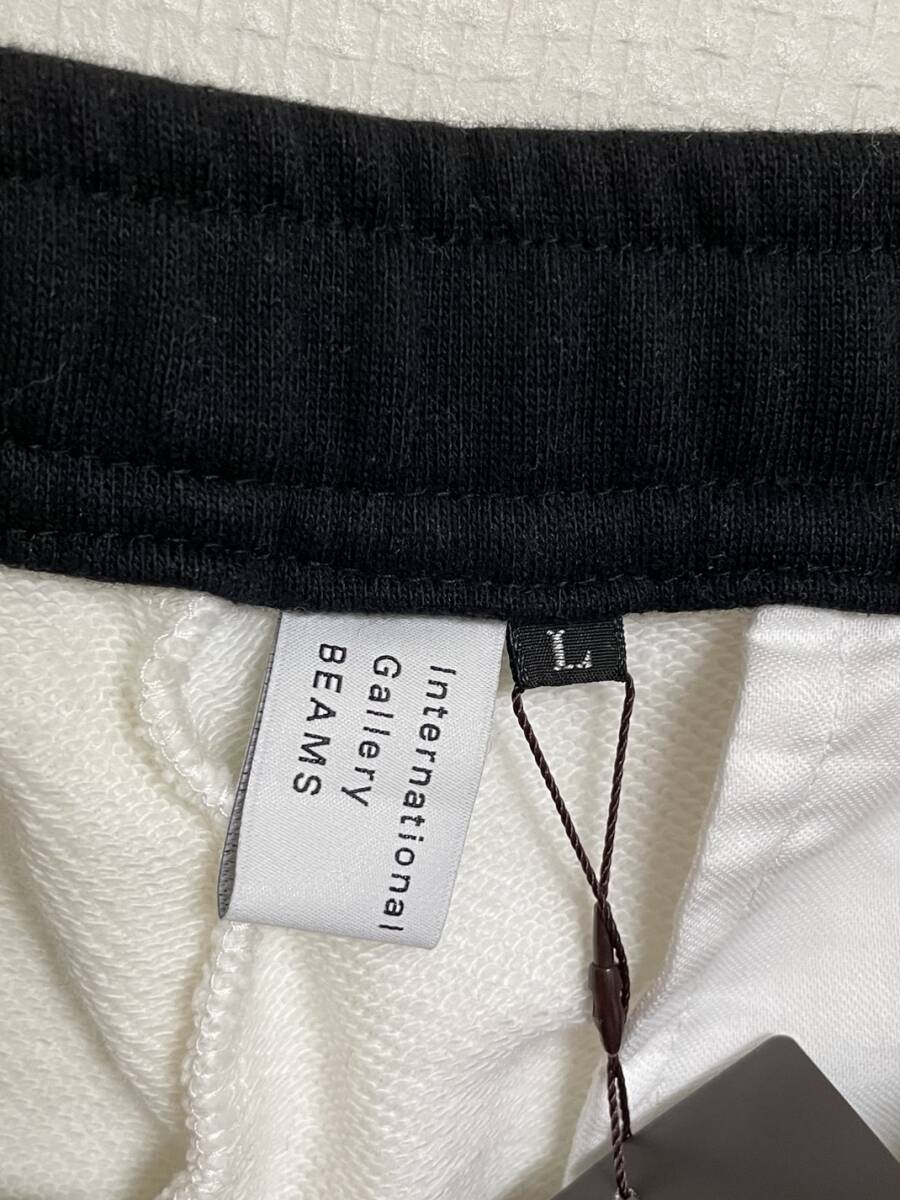 International
Gallery
BEAMS
L